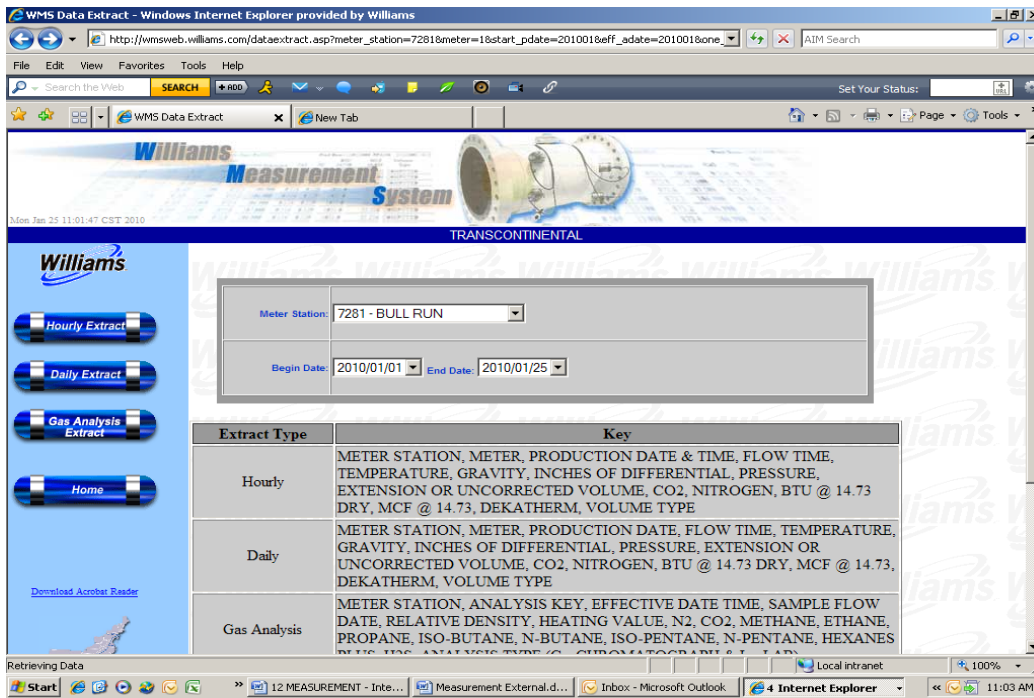 WMS Data Extract - Windows Internet Explorer provided by Williams
http://wmsweb.williams.com/dataextract.asp?meter_station=7281&meter=1&start_pdate=201001&eff_adate=201001&one_
AIM Search
File Edit View Favorites Tools Help
Search the Web SEARCH + ADD Set Your Status: URL
WMS Data Extract New Tab Page Tools
Williams
Measurement
System
Mon Jan 25 11:01:47 CST 2010
TRANSCONTINENTAL
Williams
Meter Station: 7281 - BULL RUN
Begin Date: 2010/01/01 End Date: 2010/01/25
Hourly Extract
Daily Extract
Gas Analysis
Extract
Home
Download Acrobat Reader
Extract Type Key
Hourly
METER STATION, METER, PRODUCTION DATE & TIME, FLOW TIME,
TEMPERATURE, GRAVITY, INCHES OF DIFFERENTIAL, PRESSURE,
EXTENSION OR UNCORRECTED VOLUME, CO2, NITROGEN, BTU @ 14.73
DRY, MCF @ 14.73, DEKATHERM, VOLUME TYPE
Daily
METER STATION, METER, PRODUCTION DATE, FLOW TIME, TEMPERATURE,
GRAVITY, INCHES OF DIFFERENTIAL, PRESSURE, EXTENSION OR
UNCORRECTED VOLUME, CO2, NITROGEN, BTU @ 14.73 DRY, MCF @ 14.73,
DEKATHERM, VOLUME TYPE
Gas Analysis
METER STATION, ANALYSIS KEY, EFFECTIVE DATE TIME, SAMPLE FLOW
DATE, RELATIVE DENSITY, HEATING VALUE, N2, CO2, METHANE, ETHANE,
PROPANE, ISO-BUTANE, N-BUTANE, ISO-PENTANE, N-PENTANE, HEXANES
PLUS, H2S, ANALYSIS TYPE
Retrieving Data Local intranet 100%
Start 12 MEASUREMENT - Inte... Measurement External.d... Inbox - Microsoft Outlook 4 Internet Explorer 11:03 AM